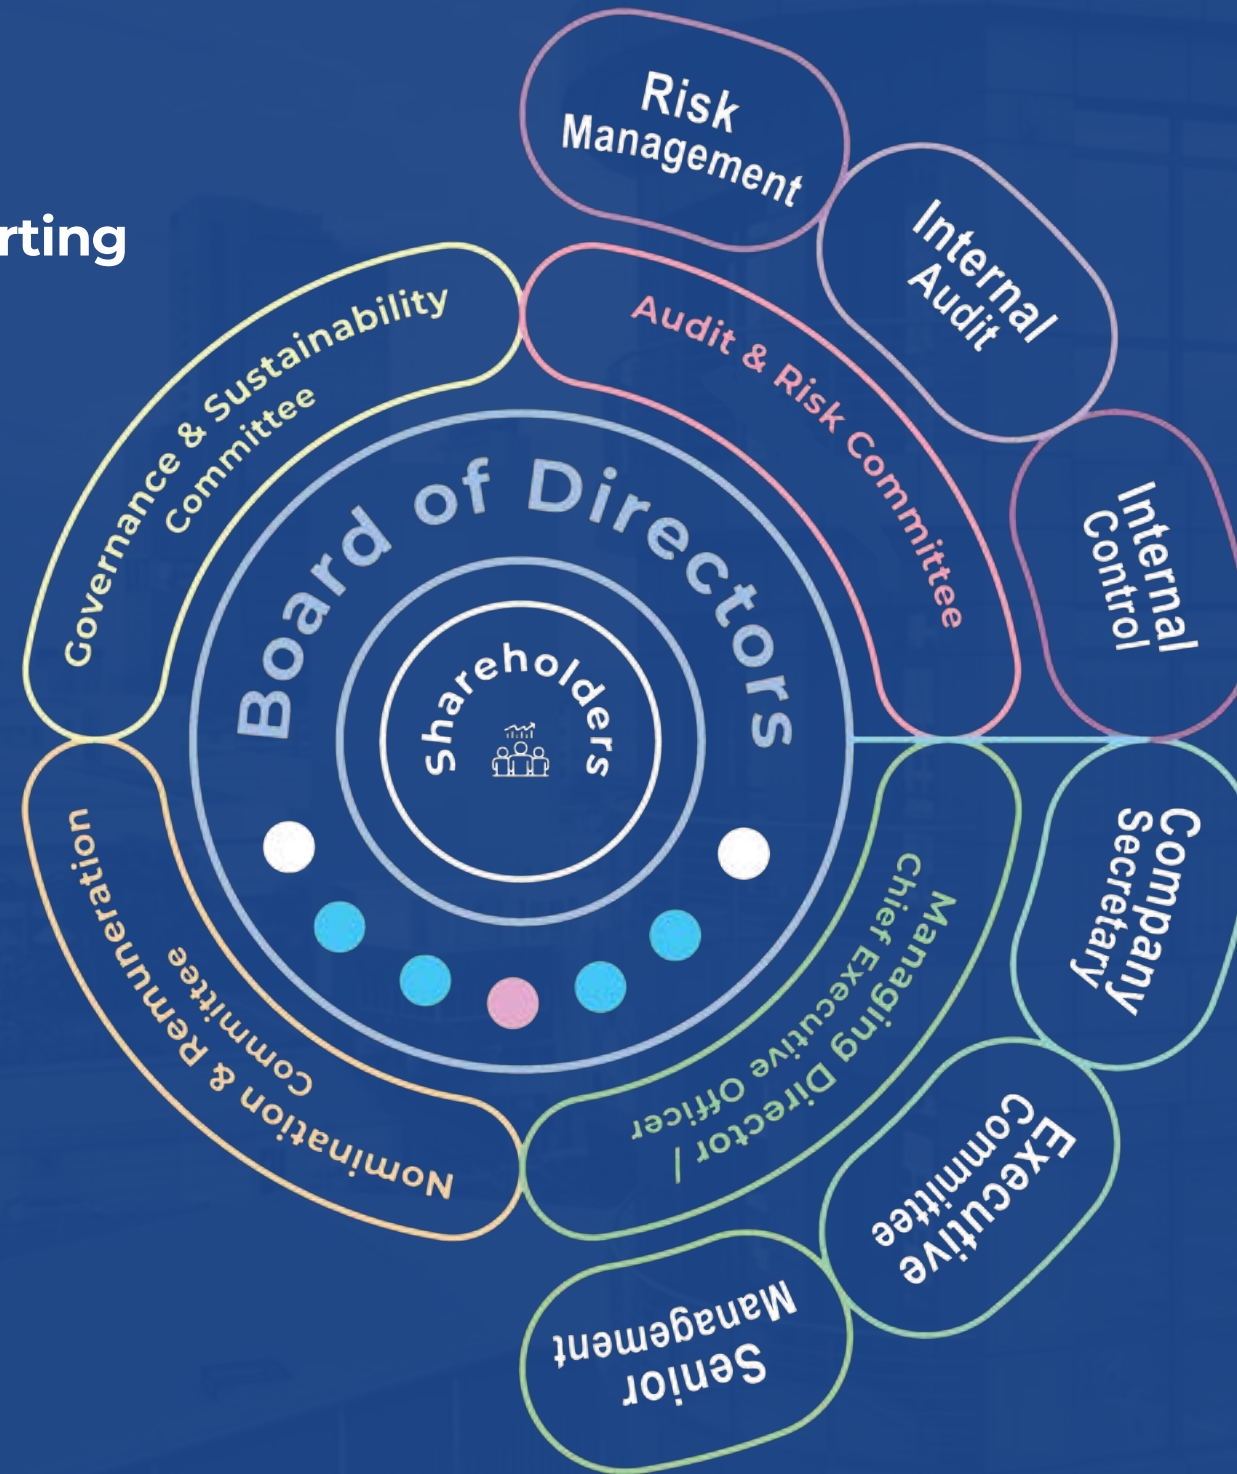 rting
Risk
Management
Internal
Audit
Internal
Control
Governance & Sustainability
Committee
Audit & Risk Committee
Board of Directors
Shareholders
Company
Secretary
Managing Director /
Chief Executive Officer
Nomination & Remuneration
Committee
Executive
Committee
Senior
Management